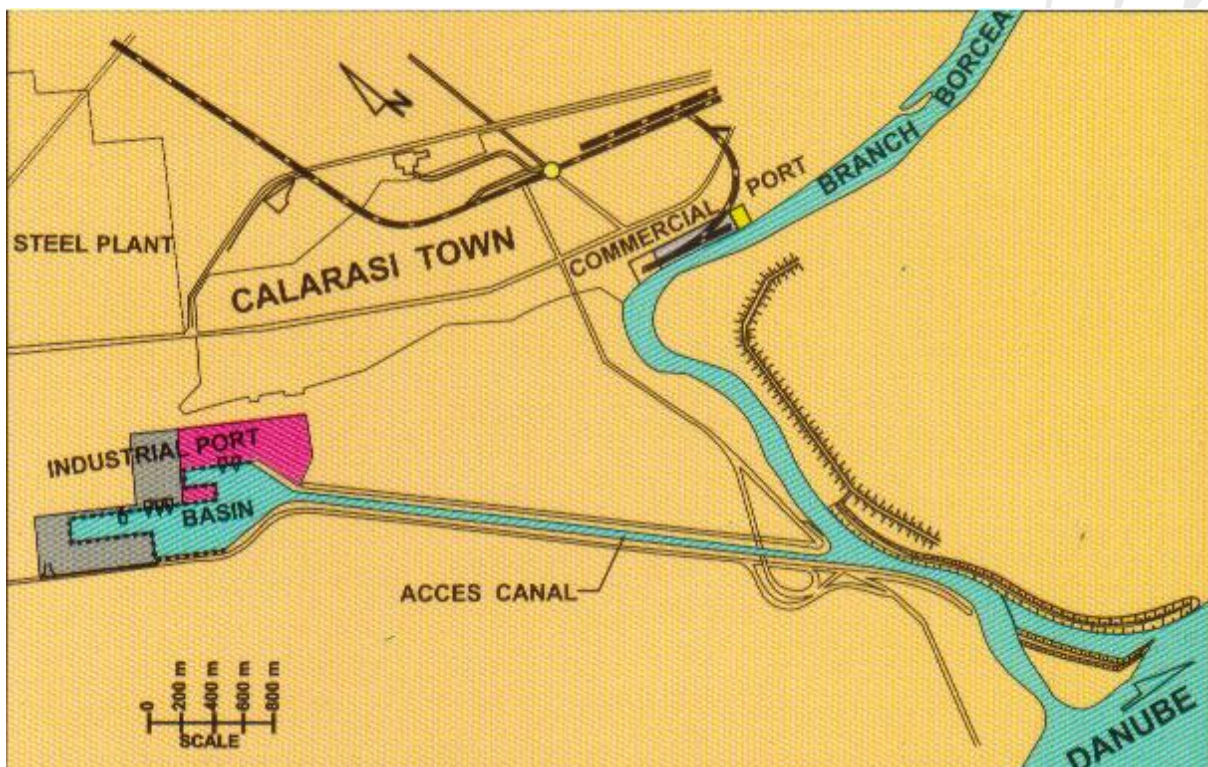 BRANCH BORCEA
N
STEEL PLANT
CALARASI TOWN
COMMERCIAL PORT
INDUSTRIAL PORT
BASIN
ACCES CANAL
0
200 m
400 m
600 m
800 m
SCALE
DANUBE